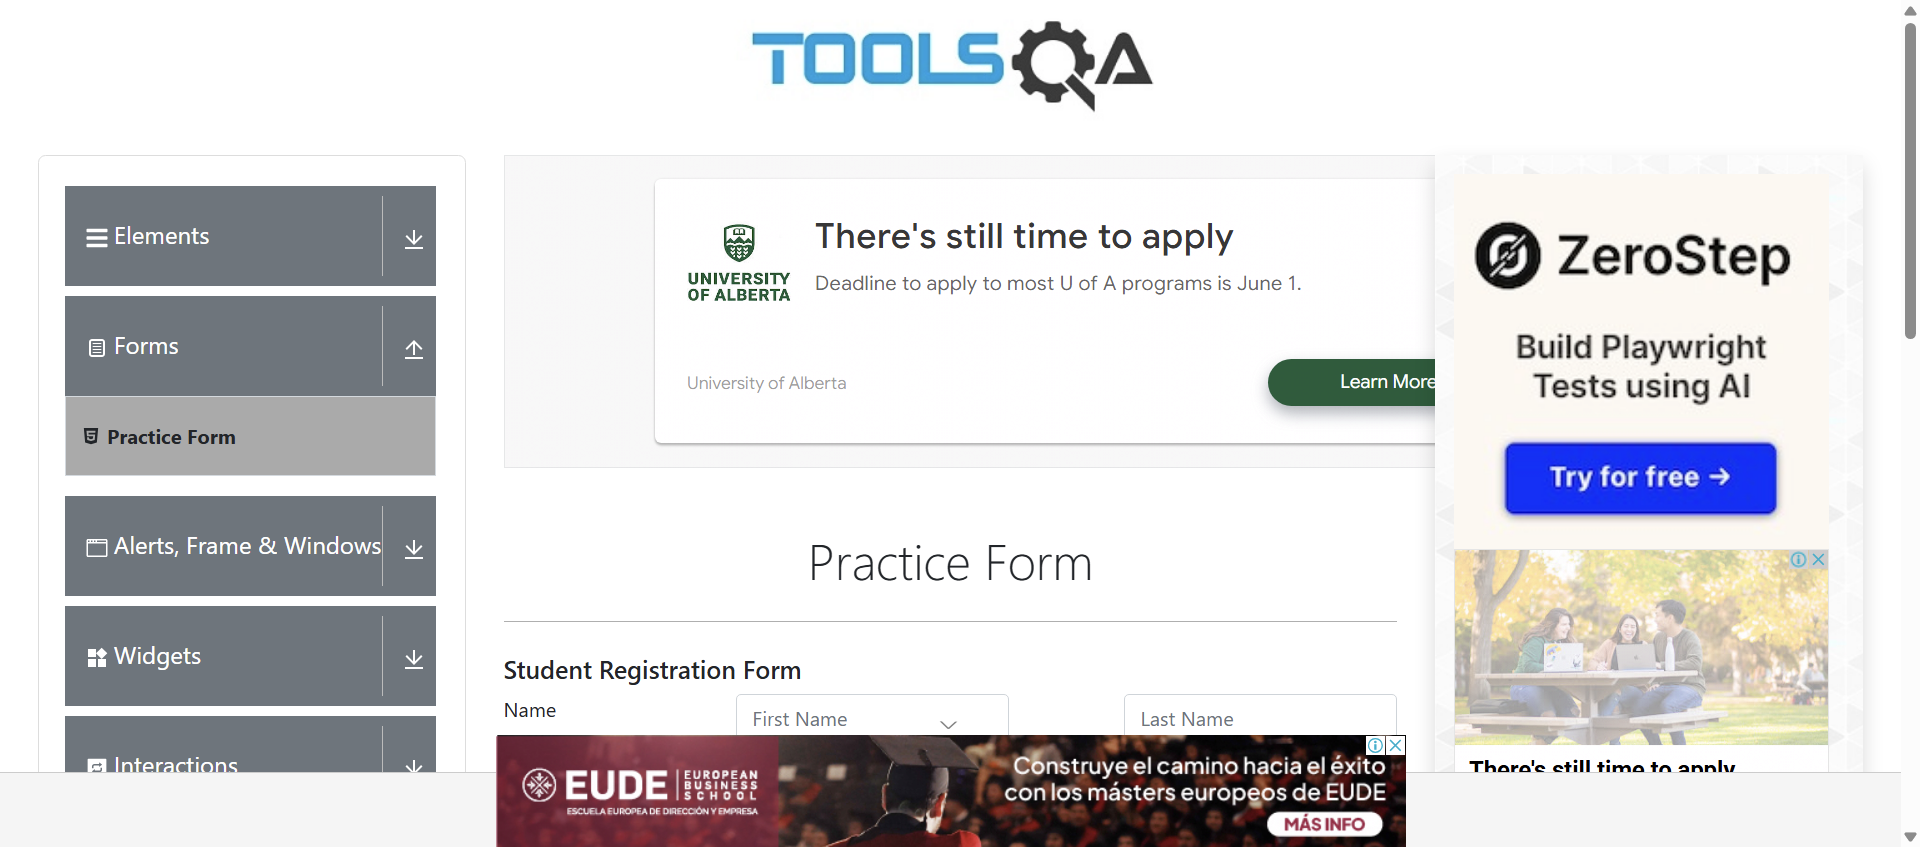 TOOLSQA
Elements
Forms
Practice Form
Alerts, Frame & Windows
Widgets
Interactions
UNIVERSITY
OF ALBERTA
There's still time to apply
Deadline to apply to most U of A programs is June 1.
University of Alberta
Learn More
Practice Form
Student Registration Form
Name
First Name
Last Name
EUDE
EUROPEAN
BUSINESS
SCHOOL
ESCUELA EUROPEA DE DIRECCIÓN Y EMPRESA
Construye el camino hacia el éxito
con los másters europeos de EUDE
MÁS INFO
ZeroStep
Build Playwright
Tests using AI
Try for free →
There's still time to apply